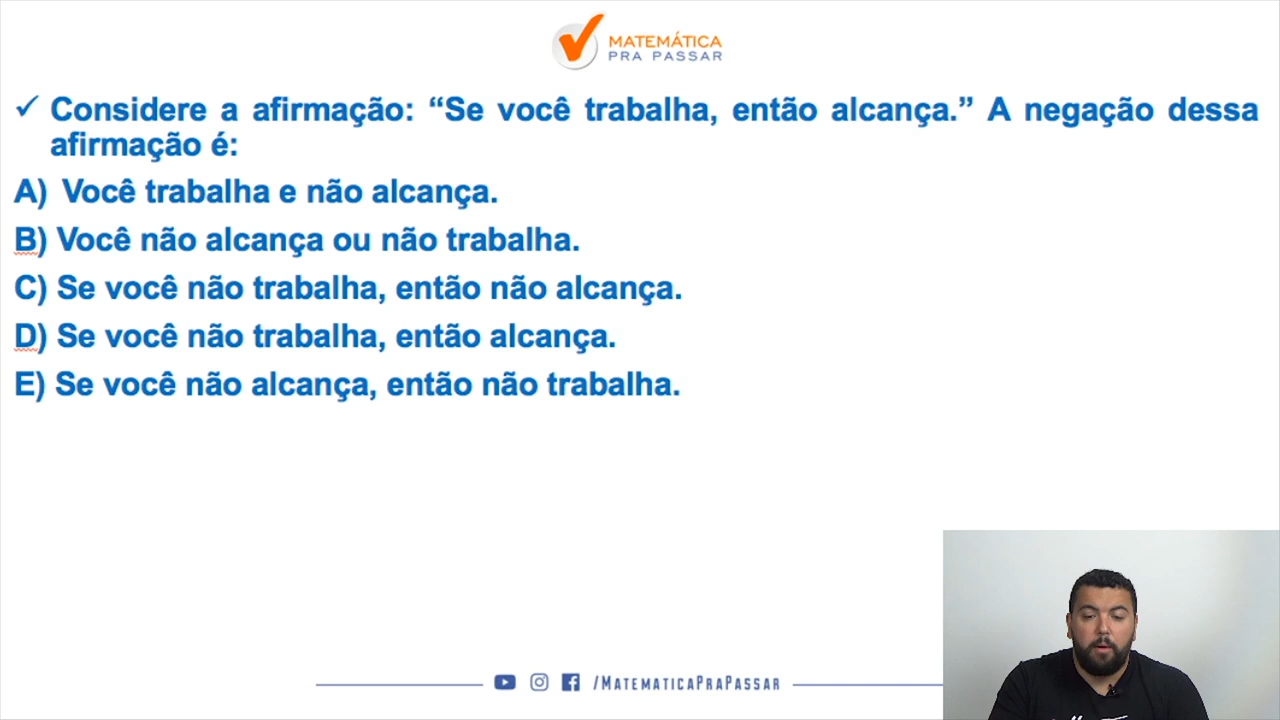 MATEMÁTICA
PRA PASSAR
✓ Considere a afirmação: “Se você trabalha, então alcança.” A negação dessa
afirmação é:
A) Você trabalha e não alcança.
B) Você não alcança ou não trabalha.
C) Se você não trabalha, então não alcança.
D) Se você não trabalha, então alcança.
E) Se você não alcança, então não trabalha.
/MATEMATICAPRAPASSAR